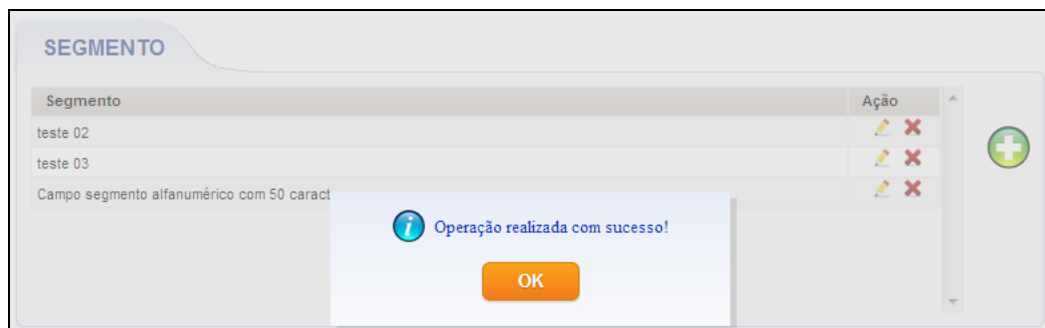 SEGMENTO
Segmento Ação
teste 02
teste 03
Campo segmento alfanumérico com 50 caract
Operação realizada com sucesso!
OK